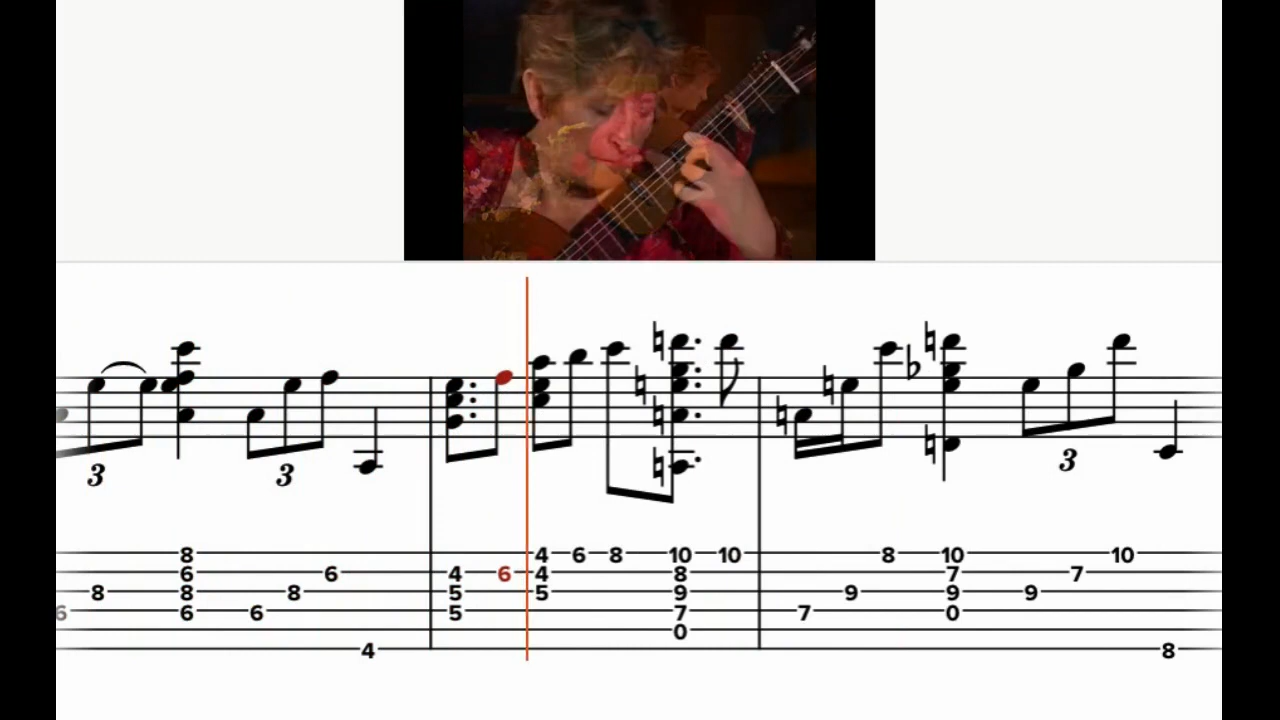 3 3 3
8 4 6 8 10 10 8 10 10
6 6 4 6 4 8 7 7
8 8 8 5 5 9 9 9 9
6 6 6 5 7 7 0
0
4 8